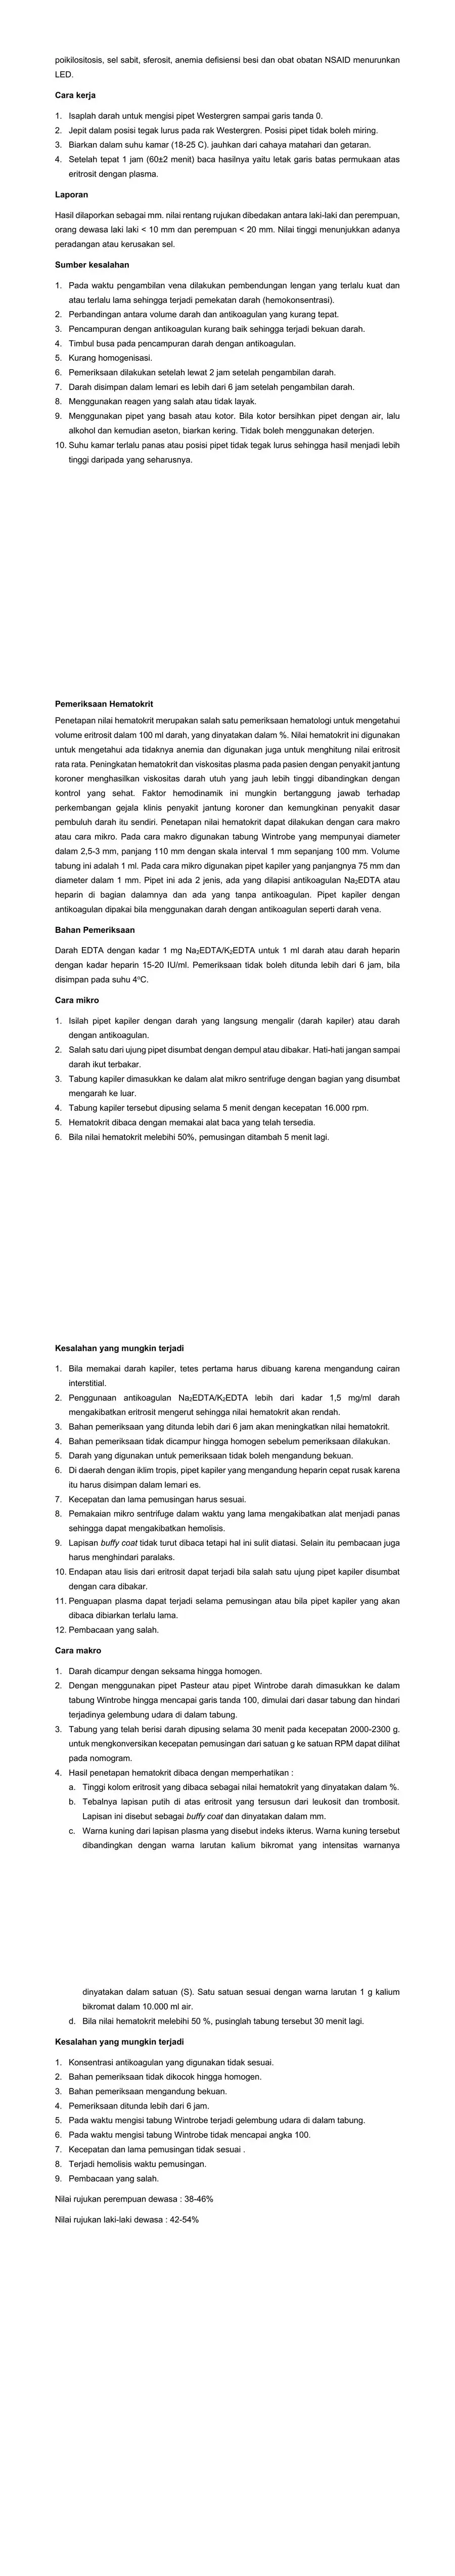 poikilositosis, sel sabit, sferosit, anemia defisiensi besi dan obat obatan NSAID menurunkan
LED.
Cara kerja
1. Isaplah darah untuk mengisi pipet Westergren sampai garis tanda 0.
2. Jepit dalam posisi tegak lurus pada rak Westergren. Posisi pipet tidak boleh miring.
3. Biarkan dalam suhu kamar (18-25 C). jauhkan dari cahaya matahari dan getaran.
4. Setelah tepat 1 jam (60±2 menit) baca hasilnya yaitu letak garis batas permukaan atas
eritrosit dengan plasma.
Laporan
Hasil dilaporkan sebagai mm. nilai rentang rujukan dibedakan antara laki-laki dan perempuan,
orang dewasa laki laki < 10 mm dan perempuan < 20 mm. Nilai tinggi menunjukkan adanya
peradangan atau kerusakan sel.
Sumber kesalahan
1. Pada waktu pengambilan vena dilakukan pembendungan lengan yang terlalu kuat dan
atau terlalu lama sehingga terjadi pemekatan darah (hemokonsentrasi).
2. Perbandingan antara volume darah dan antikoagulan yang kurang tepat.
3. Pencampuran dengan antikoagulan kurang baik sehingga terjadi bekuan darah.
4. Timbul busa pada pencampuran darah dengan antikoagulan.
5. Kurang homogenisasi.
6. Pemeriksaan dilakukan setelah lewat 2 jam setelah pengambilan darah.
7. Darah disimpan dalam lemari es lebih dari 6 jam setelah pengambilan darah.
8. Menggunakan reagen yang salah atau tidak layak.
9. Menggunakan pipet yang basah atau kotor. Bila kotor bersihkan pipet dengan air, lalu
alkohol dan kemudian aseton, biarkan kering. Tidak boleh menggunakan deterjen.
10. Suhu kamar terlalu panas atau posisi pipet tidak tegak lurus sehingga hasil menjadi lebih
tinggi daripada yang seharusnya.
Pemeriksaan Hematokrit
Penetapan nilai hematokrit merupakan salah satu pemeriksaan hematologi untuk mengetahui
volume eritrosit dalam 100 ml darah, yang dinyatakan dalam %. Nilai hematokrit ini digunakan
untuk mengetahui ada tidaknya anemia dan digunakan juga untuk menghitung nilai eritrosit
rata rata. Peningkatan hematokrit dan viskositas plasma pada pasien dengan penyakit jantung
koroner menghasilkan viskositas darah utuh yang jauh lebih tinggi dibandingkan dengan
kontrol yang sehat. Faktor hemodinamik ini mungkin bertanggung jawab terhadap
perkembangan gejala klinis penyakit jantung koroner dan kemungkinan penyakit dasar
pembuluh darah itu sendiri. Penetapan nilai hematokrit dapat dilakukan dengan cara makro
atau cara mikro. Pada cara makro digunakan tabung Wintrobe yang mempunyai diameter
dalam 2,5-3 mm, panjang 110 mm dengan skala interval 1 mm sepanjang 100 mm. Volume
tabung ini adalah 1 ml. Pada cara mikro digunakan pipet kapiler yang panjangnya 75 mm dan
diameter dalam 1 mm. Pipet ini ada 2 jenis, ada yang dilapisi antikoagulan Na₂EDTA atau
heparin di bagian dalamnya dan ada yang tanpa antikoagulan. Pipet kapiler dengan
antikoagulan dipakai bila menggunakan darah dengan antikoagulan seperti darah vena.
Bahan Pemeriksaan
Darah EDTA dengan kadar 1 mg Na₂EDTA/K₂EDTA untuk 1 ml darah atau darah heparin
dengan kadar heparin 15-20 IU/ml. Pemeriksaan tidak boleh ditunda lebih dari 6 jam, bila
disimpan pada suhu 4⁰C.
Cara mikro
1. Isilah pipet kapiler dengan darah yang langsung mengalir (darah kapiler) atau darah
dengan antikoagulan.
2. Salah satu dari ujung pipet disumbat dengan dempul atau dibakar. Hati-hati jangan sampai
darah ikut terbakar.
3. Tabung kapiler dimasukkan ke dalam alat mikro sentrifuge dengan bagian yang disumbat
mengarah ke luar.
4. Tabung kapiler tersebut dipusing selama 5 menit dengan kecepatan 16.000 rpm.
5. Hematokrit dibaca dengan memakai alat baca yang telah tersedia.
6. Bila nilai hematokrit melebihi 50%, pemusingan ditambah 5 menit lagi.
Kesalahan yang mungkin terjadi
1. Bila memakai darah kapiler, tetes pertama harus dibuang karena mengandung cairan
interstitial.
2. Penggunaan antikoagulan Na₂EDTA/K₂EDTA lebih dari kadar 1,5 mg/ml darah
mengakibatkan eritrosit mengerut sehingga nilai hematokrit akan rendah.
3. Bahan pemeriksaan yang ditunda lebih dari 6 jam akan meningkatkan nilai hematokrit.
4. Bahan pemeriksaan tidak dicampur hingga homogen sebelum pemeriksaan dilakukan.
5. Darah yang digunakan untuk pemeriksaan tidak boleh mengandung bekuan.
6. Di daerah dengan iklim tropis, pipet kapiler yang mengandung heparin cepat rusak karena
itu harus disimpan dalam lemari es.
7. Kecepatan dan lama pemusingan harus sesuai.
8. Pemakaian mikro sentrifuge dalam waktu yang lama mengakibatkan alat menjadi panas
sehingga dapat mengakibatkan hemolisis.
9. Lapisan buffy coat tidak turut dibaca tetapi hal ini sulit diatasi. Selain itu pembacaan juga
harus menghindari paralaks.
10. Endapan atau lisis dari eritrosit dapat terjadi bila salah satu ujung pipet kapiler disumbat
dengan cara dibakar.
11. Penguapan plasma dapat terjadi selama pemusingan atau bila pipet kapiler yang akan
dibaca dibiarkan terlalu lama.
12. Pembacaan yang salah.
Cara makro
1. Darah dicampur dengan seksama hingga homogen.
2. Dengan menggunakan pipet Pasteur atau pipet Wintrobe darah dimasukkan ke dalam
tabung Wintrobe hingga mencapai garis tanda 100, dimulai dari dasar tabung dan hindari
terjadinya gelembung udara di dalam tabung.
3. Tabung yang telah berisi darah dipusing selama 30 menit pada kecepatan 2000-2300 g.
untuk mengkonversikan kecepatan pemusingan dari satuan g ke satuan RPM dapat dilihat
pada nomogram.
4. Hasil penetapan hematokrit dibaca dengan memperhatikan :
a. Tinggi kolom eritrosit yang dibaca sebagai nilai hematokrit yang dinyatakan dalam %.
b. Tebalnya lapisan putih di atas eritrosit yang tersusun dari leukosit dan trombosit.
Lapisan ini disebut sebagai buffy coat dan dinyatakan dalam mm.
c. Warna kuning dari lapisan plasma yang disebut indeks ikterus. Warna kuning tersebut
dibandingkan dengan warna larutan kalium bikromat yang intensitas warnanya
dinyatakan dalam satuan (S). Satu satuan sesuai dengan warna larutan 1 g kalium
bikromat dalam 10.000 ml air.
d. Bila nilai hematokrit melebihi 50 %, pusinglah tabung tersebut 30 menit lagi.
Kesalahan yang mungkin terjadi
1. Konsentrasi antikoagulan yang digunakan tidak sesuai.
2. Bahan pemeriksaan tidak dikocok hingga homogen.
3. Bahan pemeriksaan mengandung bekuan.
4. Pemeriksaan ditunda lebih dari 6 jam.
5. Pada waktu mengisi tabung Wintrobe terjadi gelembung udara di dalam tabung.
6. Pada waktu mengisi tabung Wintrobe tidak mencapai angka 100.
7. Kecepatan dan lama pemusingan tidak sesuai .
8. Terjadi hemolisis waktu pemusingan.
9. Pembacaan yang salah.
Nilai rujukan perempuan dewasa : 38-46%
Nilai rujukan laki-laki dewasa : 42-54%